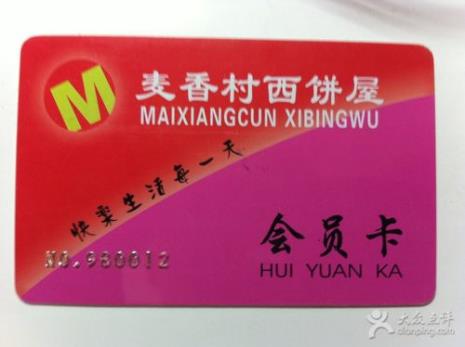 M
麦香村西饼屋
MAIXIANGCUN XIBINGWU
快乐生活每一天
NO.980012
会员卡
HUI YUAN KA
大众点评
dianping.com